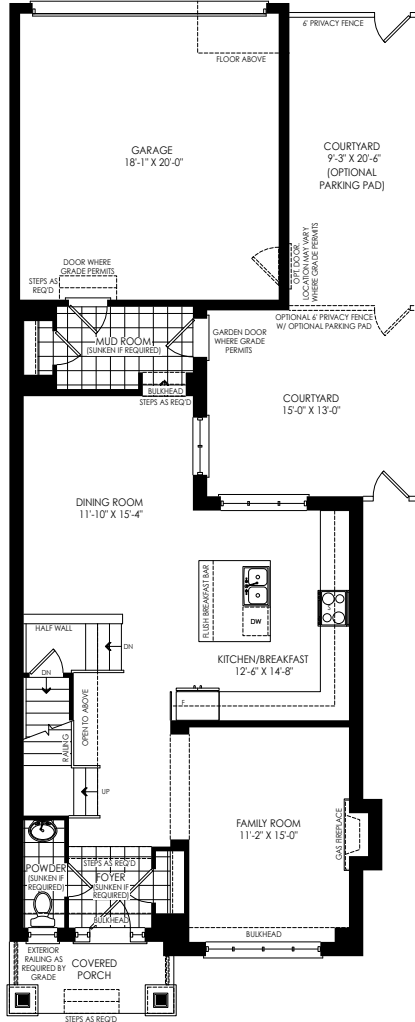 6' PRIVACY FENCE
FLOOR ABOVE
GARAGE
18'-1" X 20'-0"
COURTYARD
9'-3" X 20'-6"
(OPTIONAL
PARKING PAD)
OPT. DOOR.
LOCATION MAY VARY
WHERE GRADE PERMITS
DOOR WHERE
GRADE PERMITS
STEPS AS
REQ'D
OPTIONAL 6' PRIVACY FENCE
W/ OPTIONAL PARKING PAD
MUD ROOM
(SUNKEN IF REQUIRED)
GARDEN DOOR
WHERE GRADE
PERMITS
BULKHEAD
STEPS AS REQ'D
COURTYARD
15'-0" X 13'-0"
DINING ROOM
11'-10" X 15'-4"
FLUSH BREAKFAST BAR
DW
HALF WALL
DN
DN
KITCHEN/BREAKFAST
12'-6" X 14'-8"
F
OPEN TO ABOVE
RAILING
UP
FAMILY ROOM
11'-2" X 15'-0"
GAS FIREPLACE
POWDER
(SUNKEN IF
REQUIRED)
STEPS AS REQ'D
FOYER
(SUNKEN IF
REQUIRED)
BULKHEAD
BULKHEAD
EXTERIOR
RAILING AS
REQUIRED BY
GRADE
COVERED
PORCH
STEPS AS REQ'D